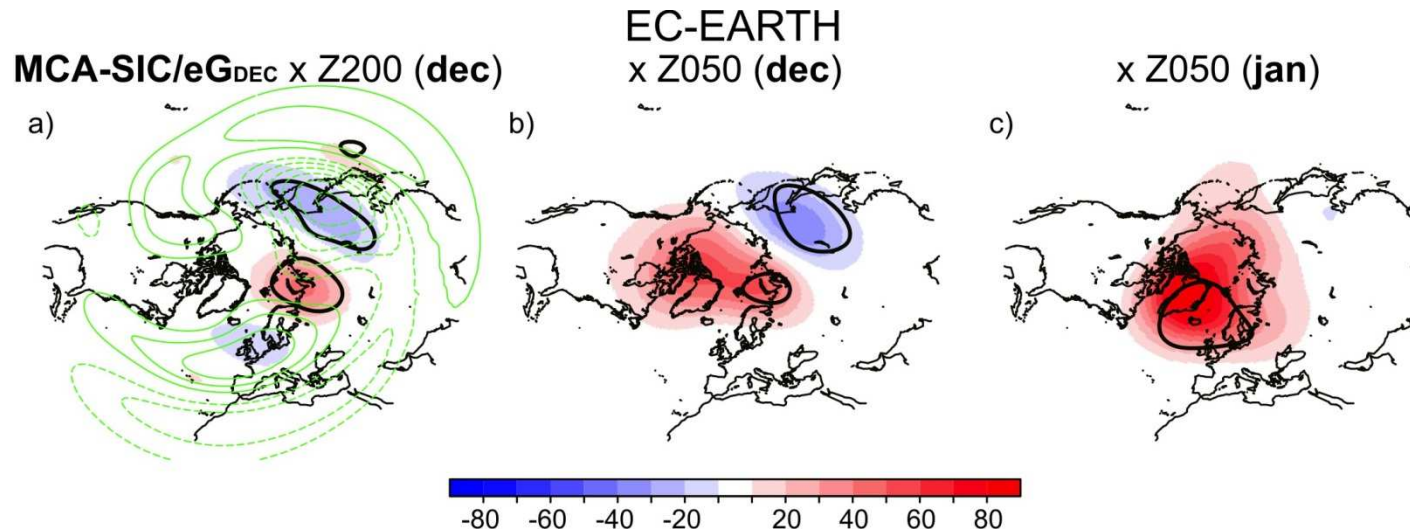 EC-EARTH
MCA-SIC/eGDEC x Z200 (dec)
x Z050 (dec)
x Z050 (jan)
a)
b)
c)
-80 -60 -40 -20 20 40 60 80